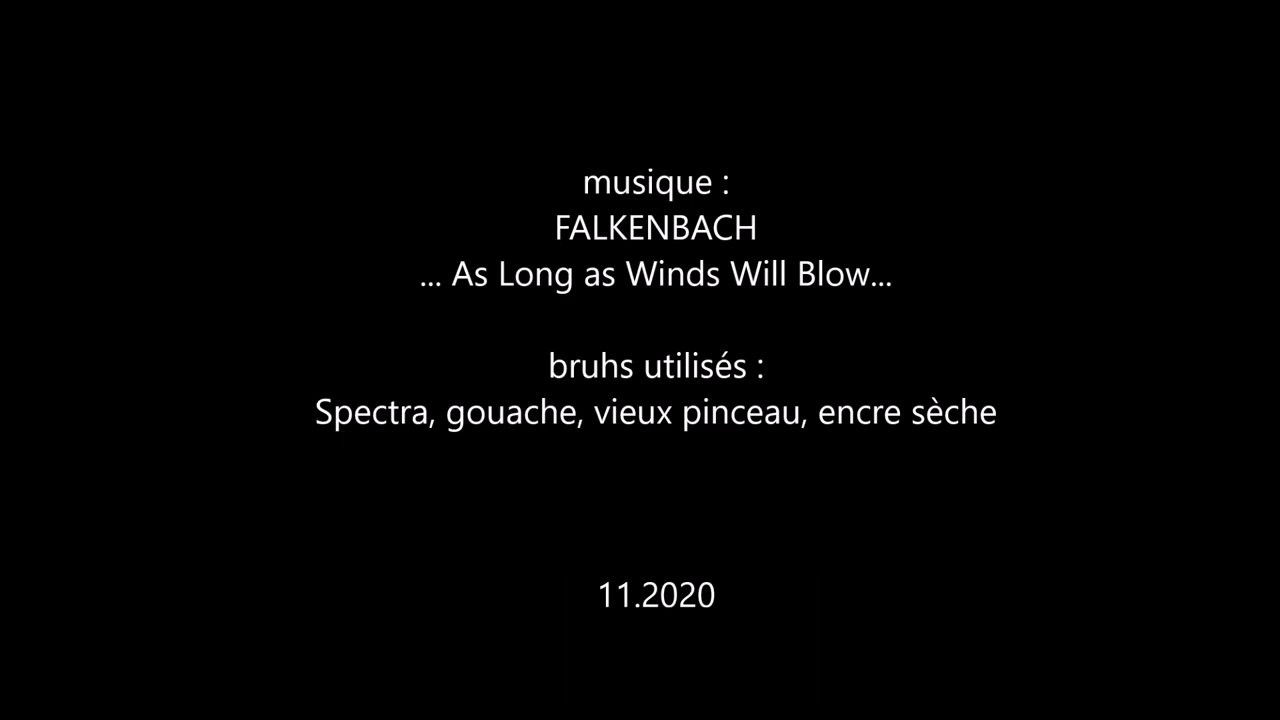 musique :
FALKENBACH
... As Long as Winds Will Blow...
bruhs utilisés :
Spectra, gouache, vieux pinceau, encre sèche
11.2020